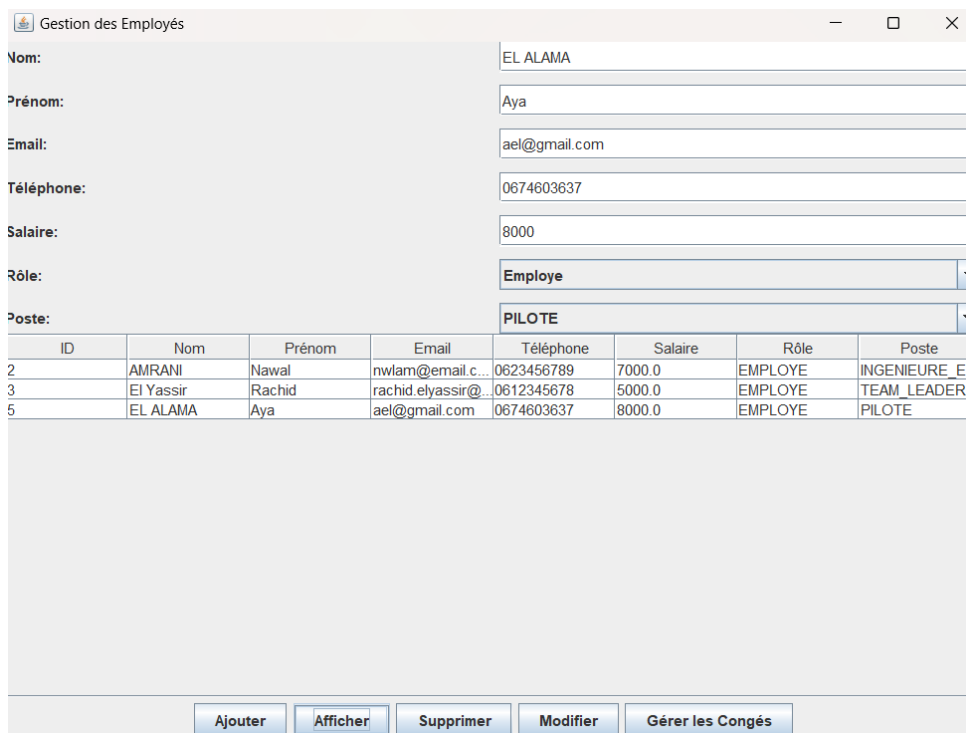 Gestion des Employés
Nom: EL ALAMA
Prénom: Aya
Email: ael@gmail.com
Téléphone: 0674603637
Salaire: 8000
Rôle: Employe
Poste: PILOTE
ID Nom Prénom Email Téléphone Salaire Rôle Poste
2 AMRANI Nawal nwlam@email.c... 0623456789 7000.0 EMPLOYE INGENIEURE_E
3 El Yassir Rachid rachid.elyassir@... 0612345678 5000.0 EMPLOYE TEAM_LEADER
5 EL ALAMA Aya ael@gmail.com 0674603637 8000.0 EMPLOYE PILOTE
Ajouter Afficher Supprimer Modifier Gérer les Congés